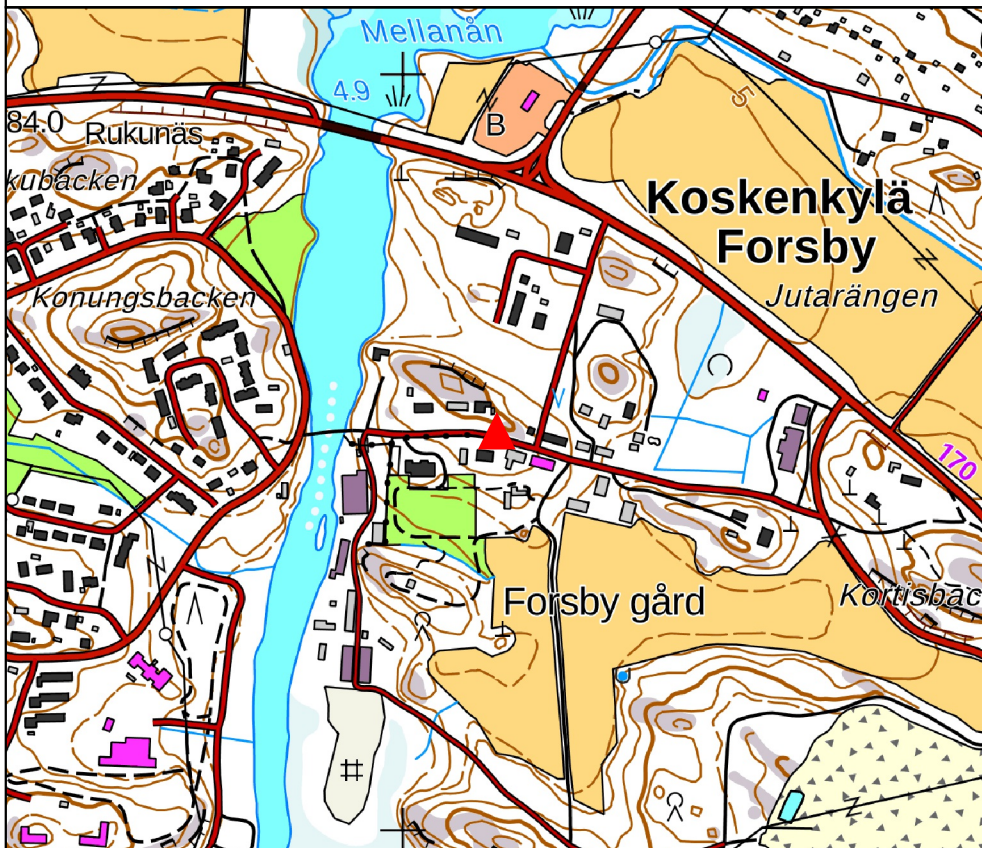 Mellanån
4.9
5
B
84.0
Rukunäs
kubacken
Koskenkylä
Forsby
Konungsbacken
Jutarängen
170
Forsby gård
Kortisbac